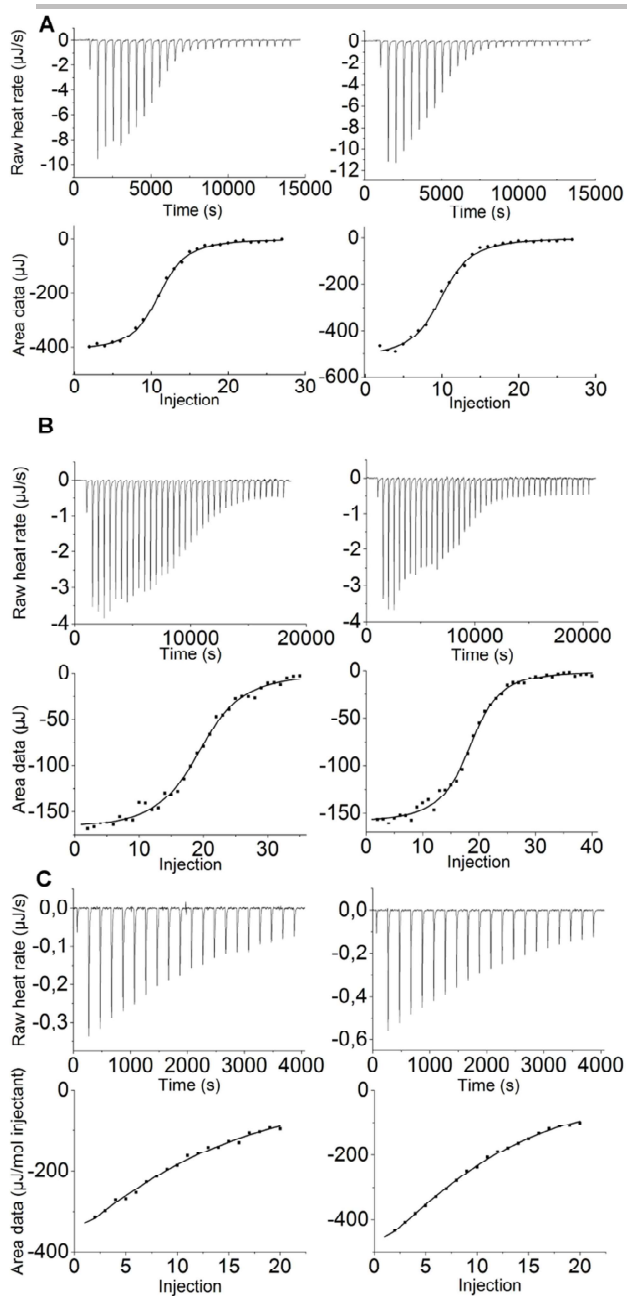 A
Raw heat rate (µJ/s)
0
-2
-4
-6
-8
-10
0 5000 10000 15000
Time (s)
0
-2
-4
-6
-8
-10
-12
0 5000 10000 15000
Time (s)
Area cata (µJ)
0
-200
-400
0 10 20 30
Injection
0
-200
-400
-600
0 10 20 30
Injection
B
Raw heat rate (µJ/s)
0
-1
-2
-3
-4
0 10000 20000
Time (s)
0
-1
-2
-3
-4
0 10000 20000
Time (s)
Area data (µJ)
0
-50
-100
-150
0 10 20 30
Injection
0
-50
-100
-150
0 10 20 30 40
Injection
C
Raw heat rate (µJ/s)
0,0
-0,1
-0,2
-0,3
0 1000 2000 3000 4000
Time (s)
0,0
-0,2
-0,4
-0,6
0 1000 2000 3000 4000
Time (s)
Area data (µJ/mol injectant)
0
-200
-400
0 5 10 15 20
Injection
0
-200
-400
0 5 10 15 20
Injection